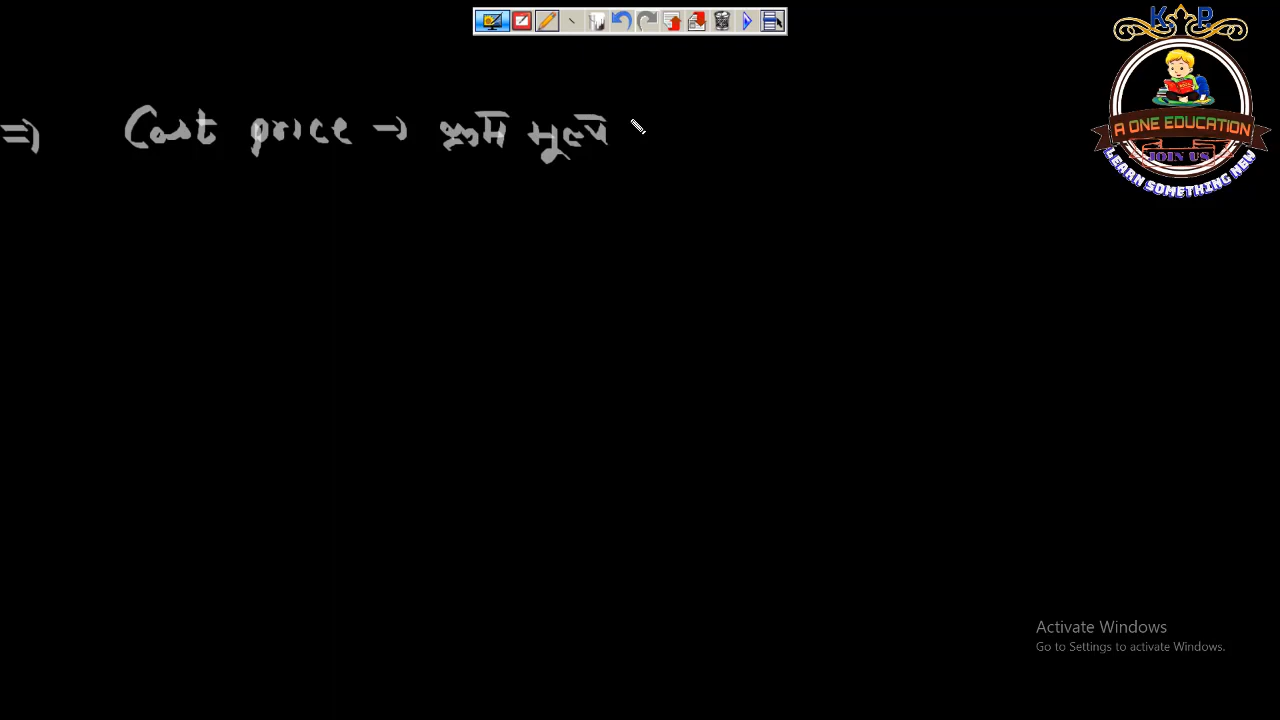 K P
A ONE EDUCATION
JOIN US
LEARN SOMETHING NEW
⇒ Cost price → क्रय मूल्य
Activate Windows
Go to Settings to activate Windows.